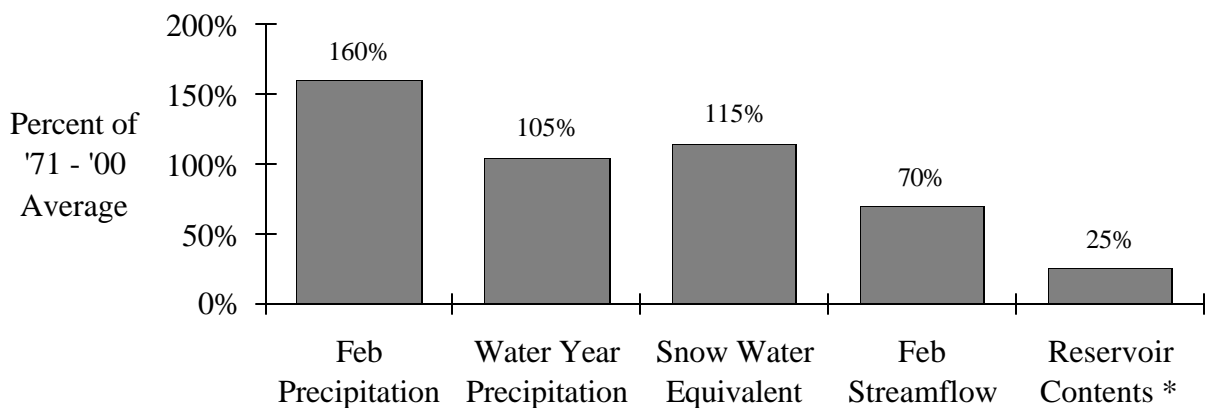 200%
150%
100%
50%
0%
Percent of
'71 - '00
Average
160%
105%
115%
70%
25%
Feb
Precipitation
Water Year
Precipitation
Snow Water
Equivalent
Feb
Streamflow
Reservoir
Contents *